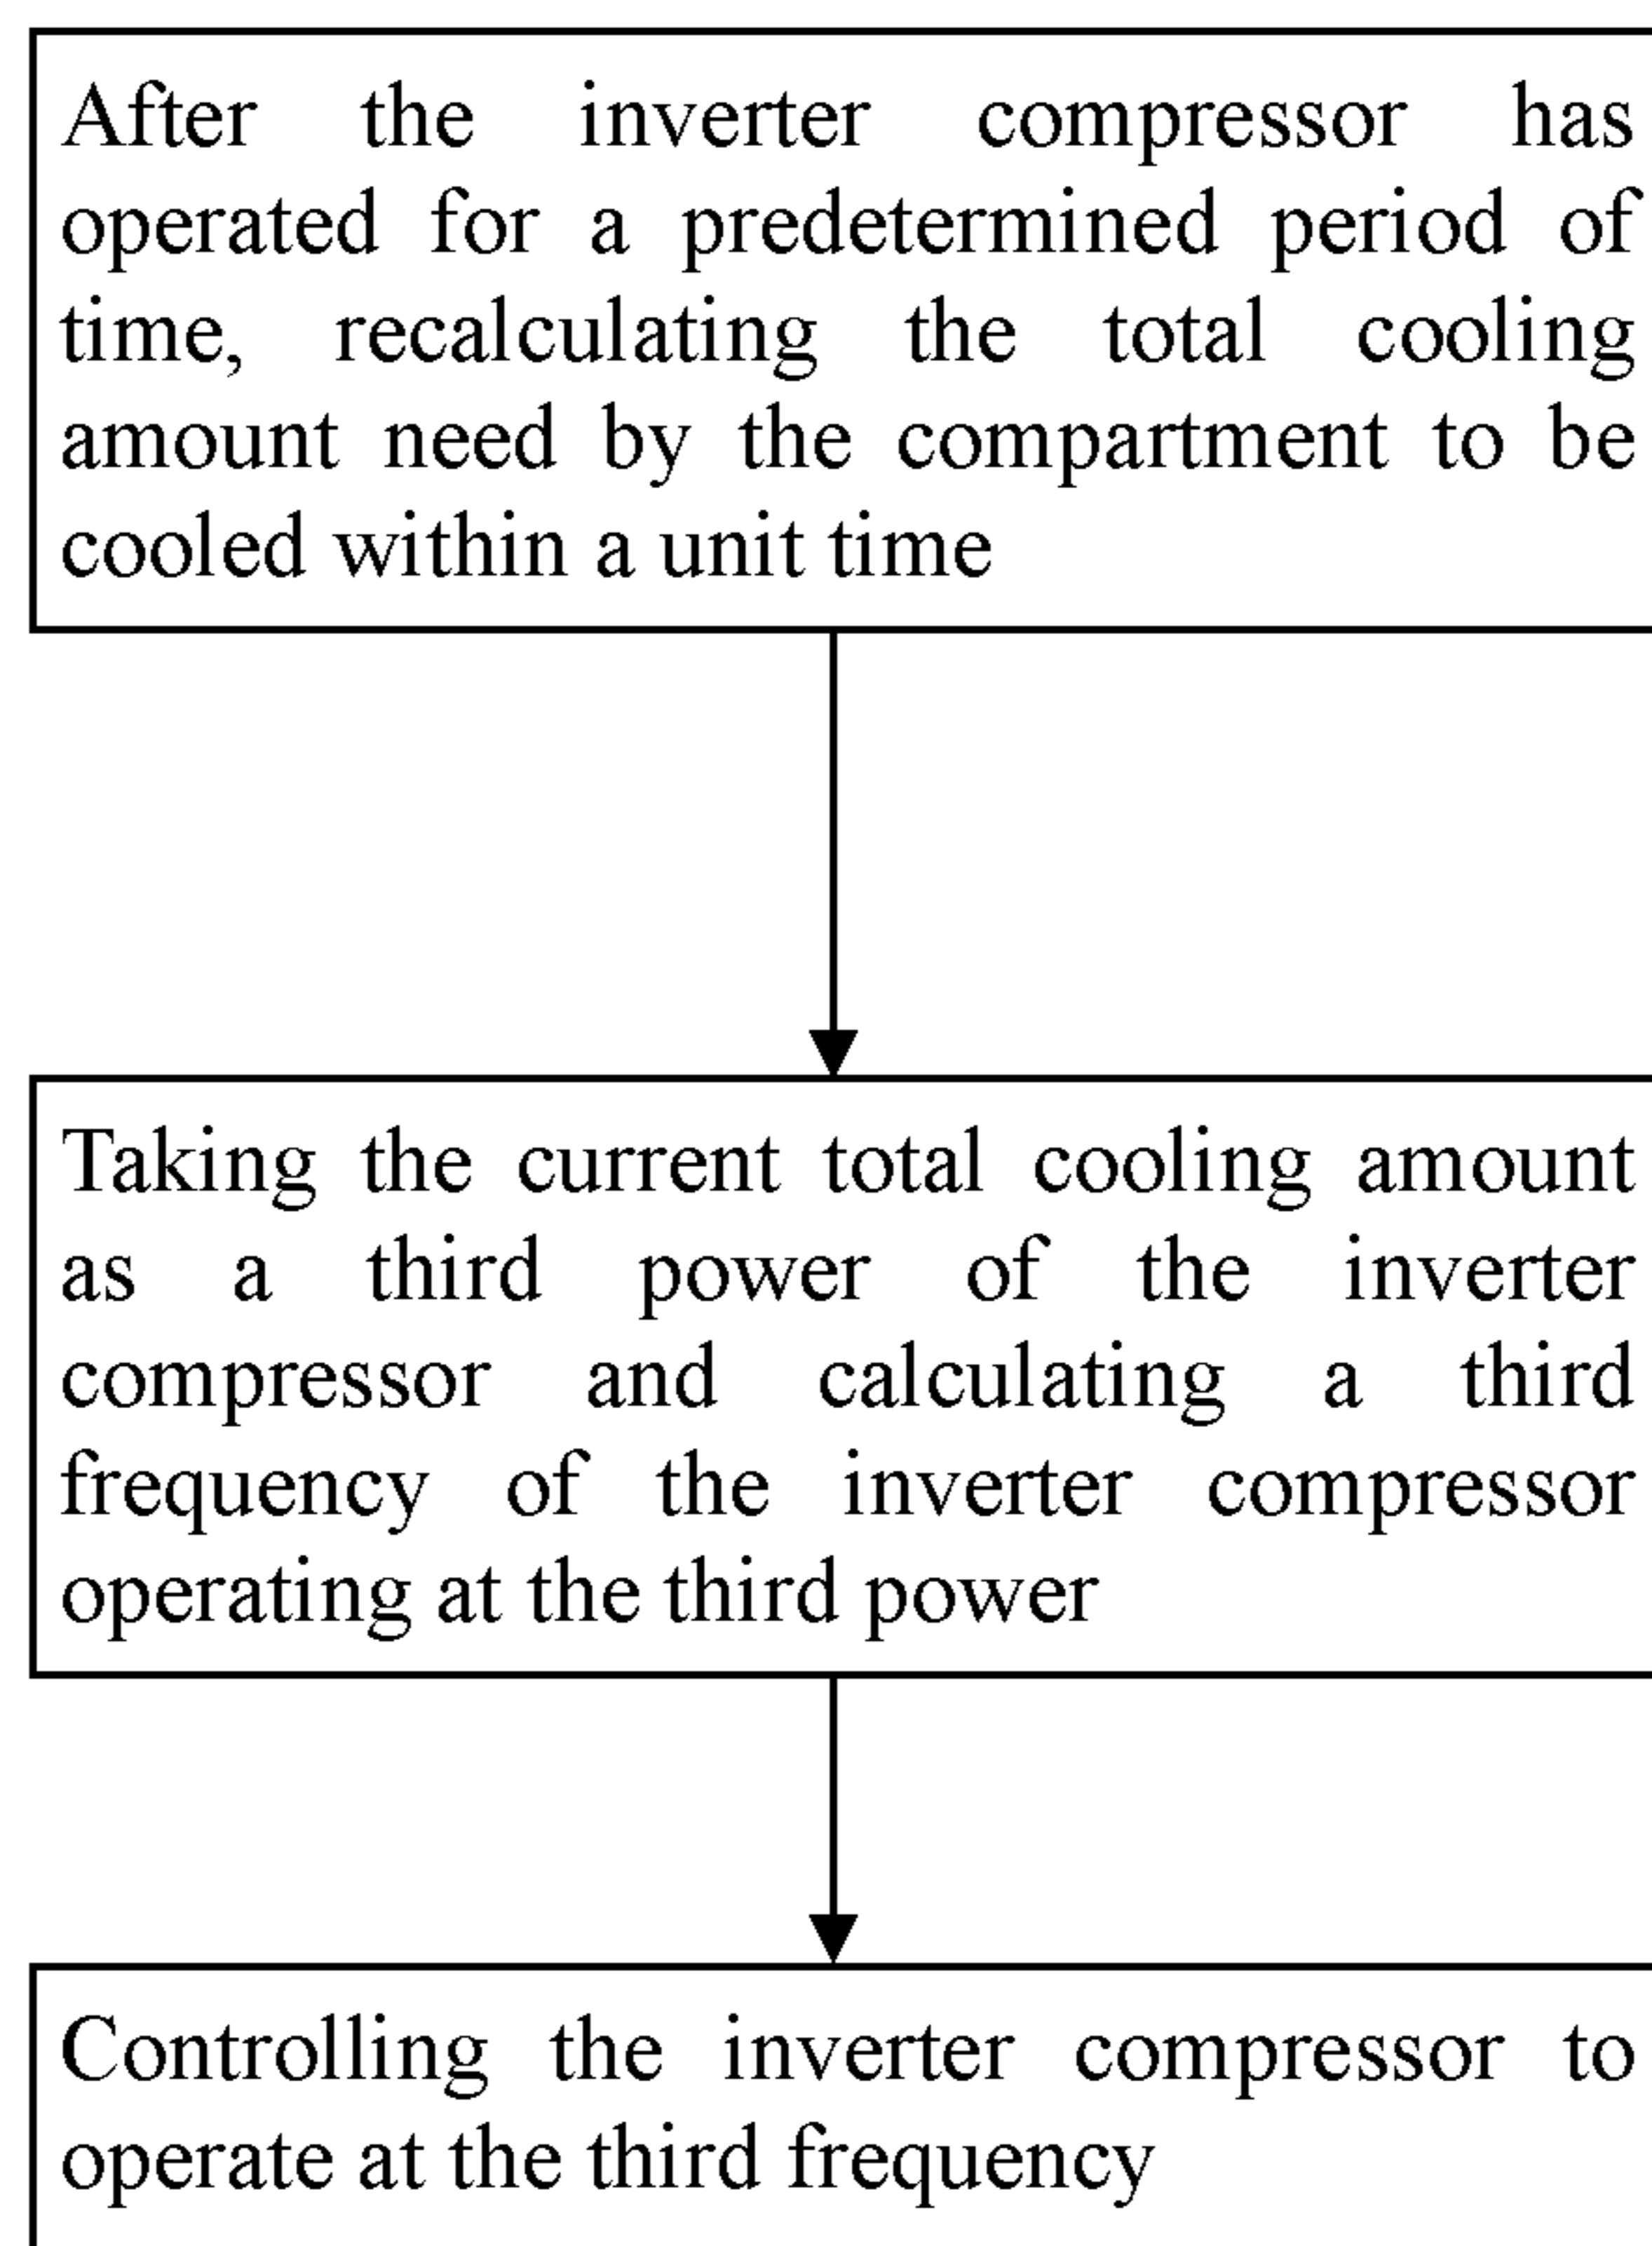 After the inverter compressor has
operated for a predetermined period of
time, recalculating the total cooling
amount need by the compartment to be
cooled within a unit time
Taking the current total cooling amount
as a third power of the inverter
compressor and calculating a third
frequency of the inverter compressor
operating at the third power
Controlling the inverter compressor to
operate at the third frequency